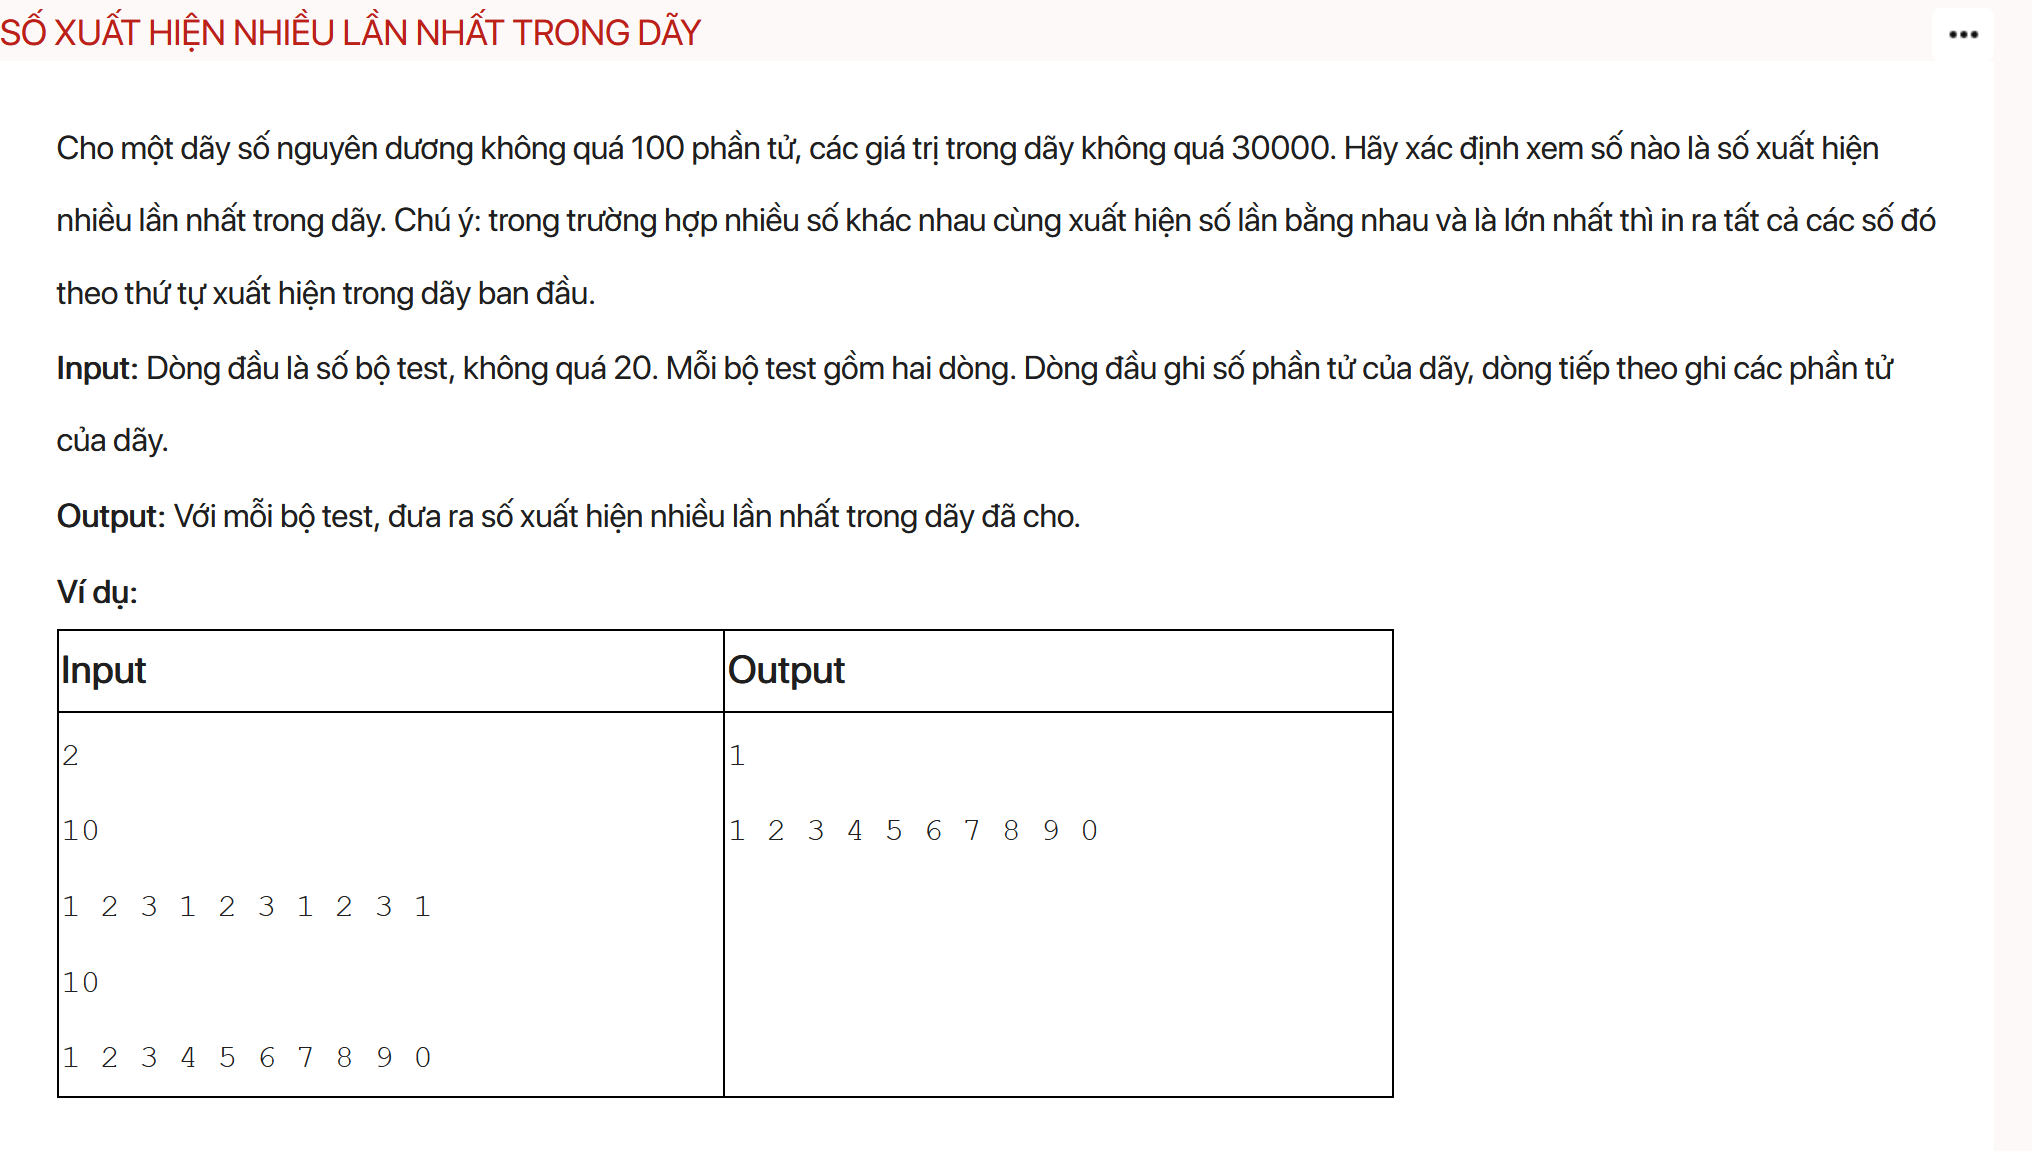 SỐ XUẤT HIỆN NHIỀU LẦN NHẤT TRONG DÃY
Cho một dãy số nguyên dương không quá 100 phần tử, các giá trị trong dãy không quá 30000. Hãy xác định xem số nào là số xuất hiện
nhiều lần nhất trong dãy. Chú ý: trong trường hợp nhiều số khác nhau cùng xuất hiện số lần bằng nhau và là lớn nhất thì in ra tất cả các số đó
theo thứ tự xuất hiện trong dãy ban đầu.
Input: Dòng đầu là số bộ test, không quá 20. Mỗi bộ test gồm hai dòng. Dòng đầu ghi số phần tử của dãy, dòng tiếp theo ghi các phần tử
của dãy.
Output: Với mỗi bộ test, đưa ra số xuất hiện nhiều lần nhất trong dãy đã cho.
Ví dụ:
Input
Output
2
10
1 2 3 1 2 3 1 2 3 1
10
1 2 3 4 5 6 7 8 9 0
1
1 2 3 4 5 6 7 8 9 0